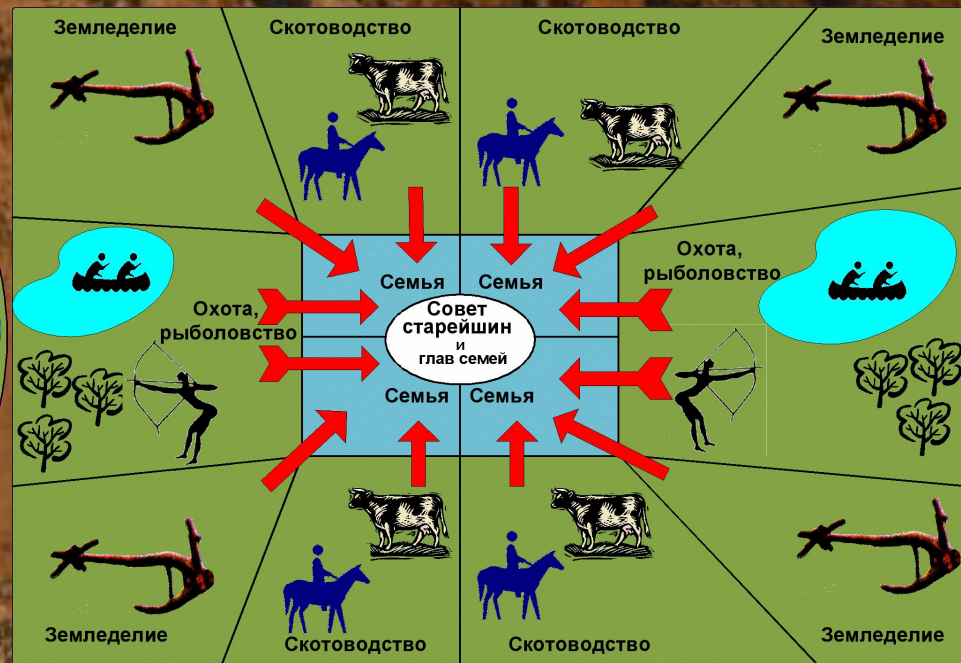 Земледелие
Скотоводство
Скотоводство
Земледелие
Охота,
рыболовство
Семья
Семья
Охота,
рыболовство
Совет
старейшин
и
глав семей
Семья
Семья
Земледелие
Скотоводство
Скотоводство
Земледелие